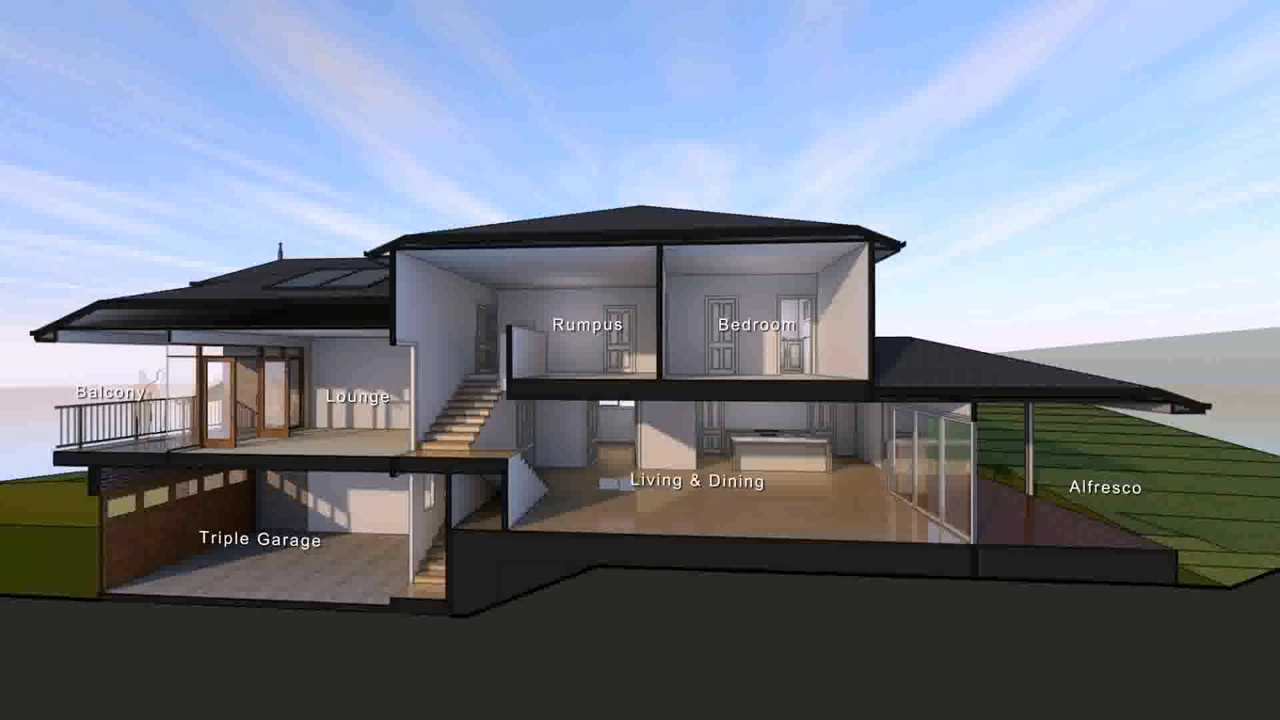 Rumpus
Bedroom
Balcony
Lounge
Living & Dining
Alfresco
Triple Garage